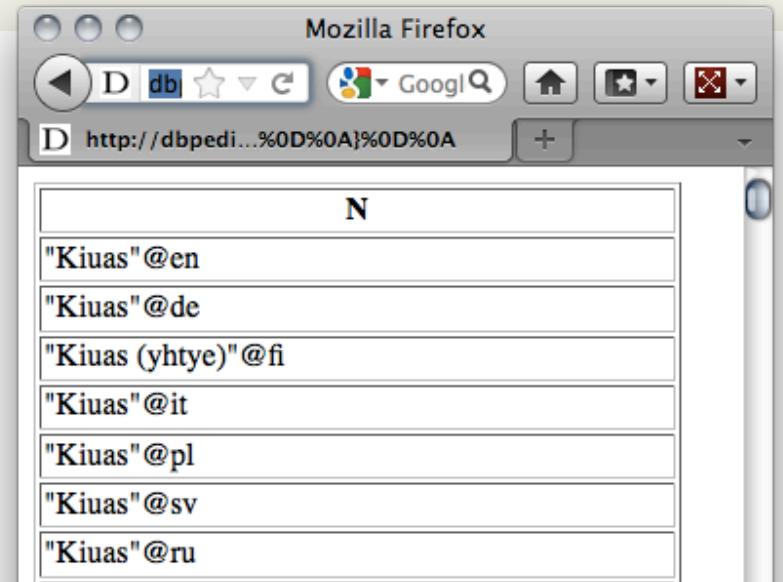 Mozilla Firefox
D db Googl
D http://dbpedi...%0D%0A}%0D%0A
N
"Kiuas"@en
"Kiuas"@de
"Kiuas (yhtye)"@fi
"Kiuas"@it
"Kiuas"@pl
"Kiuas"@sv
"Kiuas"@ru